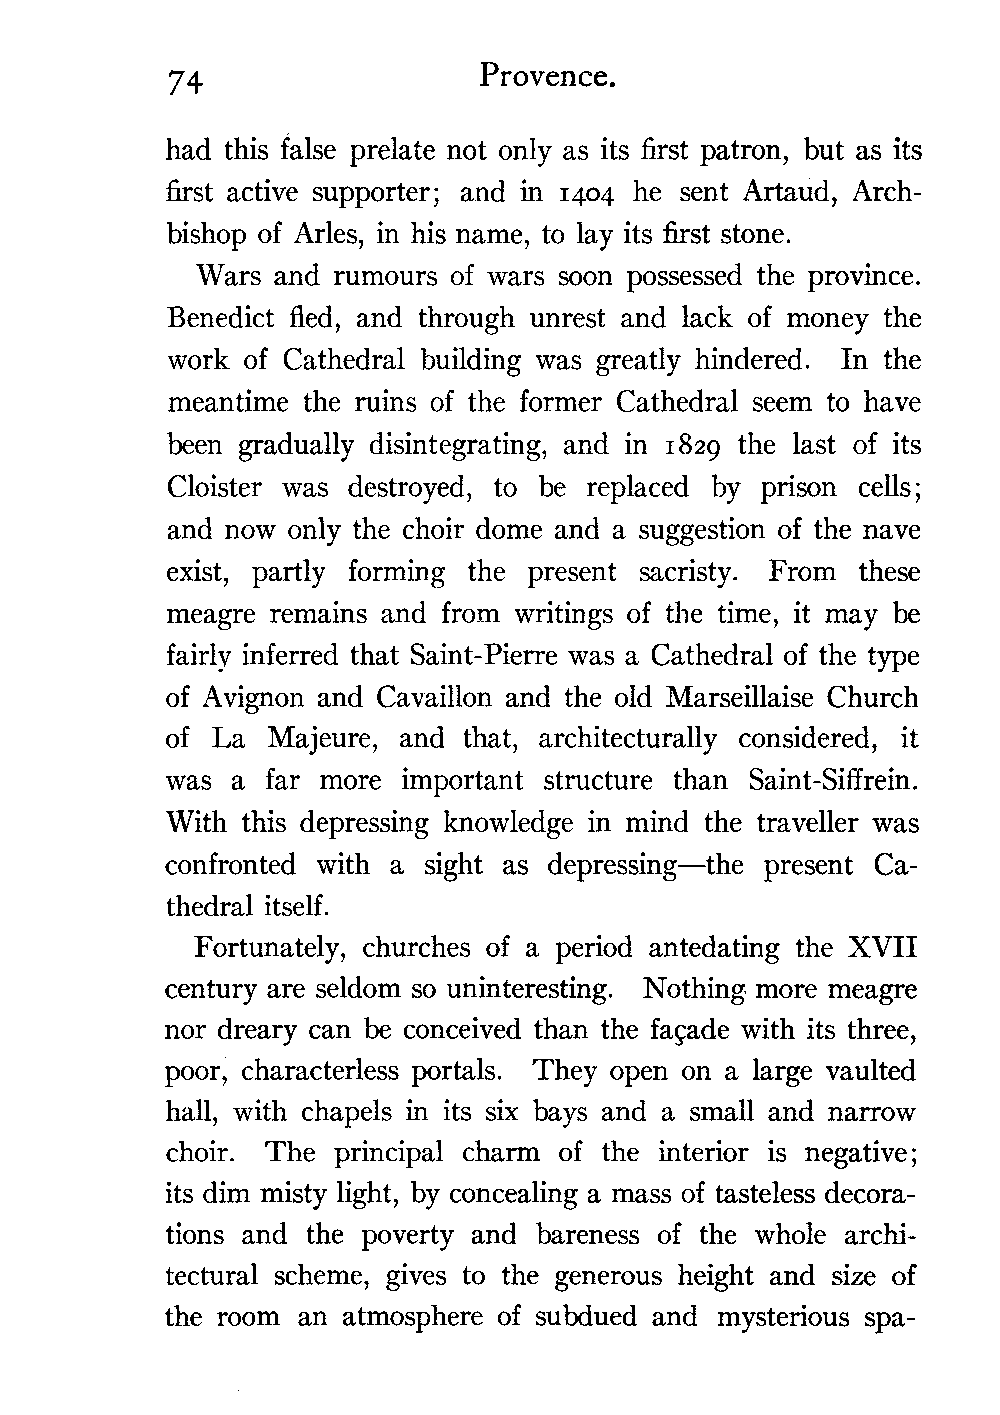 74 Provence.
had this false prelate not only as its first patron, but as its
first active supporter; and in 1404 he sent Artaud, Arch-
bishop of Arles, in his name, to lay its first stone.
Wars and rumours of wars soon possessed the province.
Benedict fled, and through unrest and lack of money the
work of Cathedral building was greatly hindered. In the
meantime the ruins of the former Cathedral seem to have
been gradually disintegrating, and in 1829 the last of its
Cloister was destroyed, to be replaced by prison cells;
and now only the choir dome and a suggestion of the nave
exist, partly forming the present sacristy. From these
meagre remains and from writings of the time, it may be
fairly inferred that Saint-Pierre was a Cathedral of the type
of Avignon and Cavaillon and the old Marseillaise Church
of La Majeure, and that, architecturally considered, it
was a far more important structure than Saint-Siffrein.
With this depressing knowledge in mind the traveller was
confronted with a sight as depressing—the present Ca-
thedral itself.
Fortunately, churches of a period antedating the XVII
century are seldom so uninteresting. Nothing more meagre
nor dreary can be conceived than the façade with its three,
poor, characterless portals. They open on a large vaulted
hall, with chapels in its six bays and a small and narrow
choir. The principal charm of the interior is negative;
its dim misty light, by concealing a mass of tasteless decora-
tions and the poverty and bareness of the whole archi-
tectural scheme, gives to the generous height and size of
the room an atmosphere of subdued and mysterious spa-